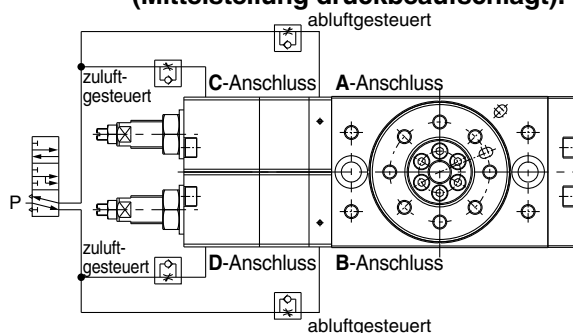 (Mittelstellung druckbeaufschlagt).
abluftgesteuert
zuluft-
gesteuert
C-Anschluss A-Anschluss
P
zuluft-
gesteuert
D-Anschluss B-Anschluss
abluftgesteuert